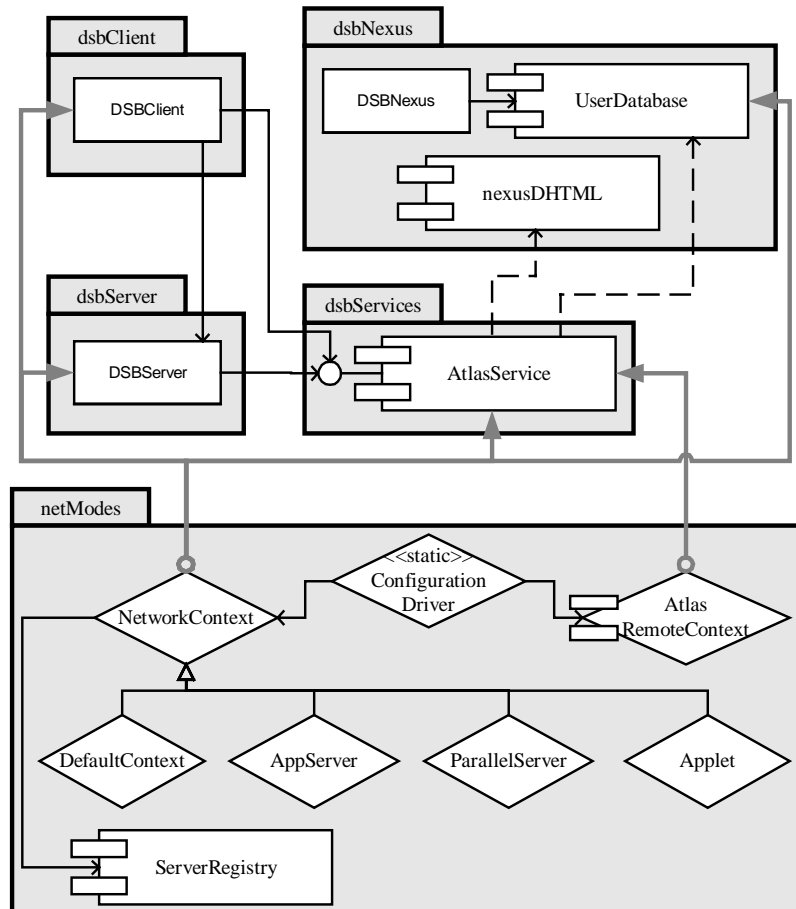 dsbClient
dsbNexus
DSBClient
DSBNexus
UserDatabase
nexusDHTML
dsbServer
dsbServices
DSBServer
AtlasService
netModes
<<static>>
Configuration
Driver
NetworkContext
Atlas
RemoteContext
DefaultContext
AppServer
ParallelServer
Applet
ServerRegistry